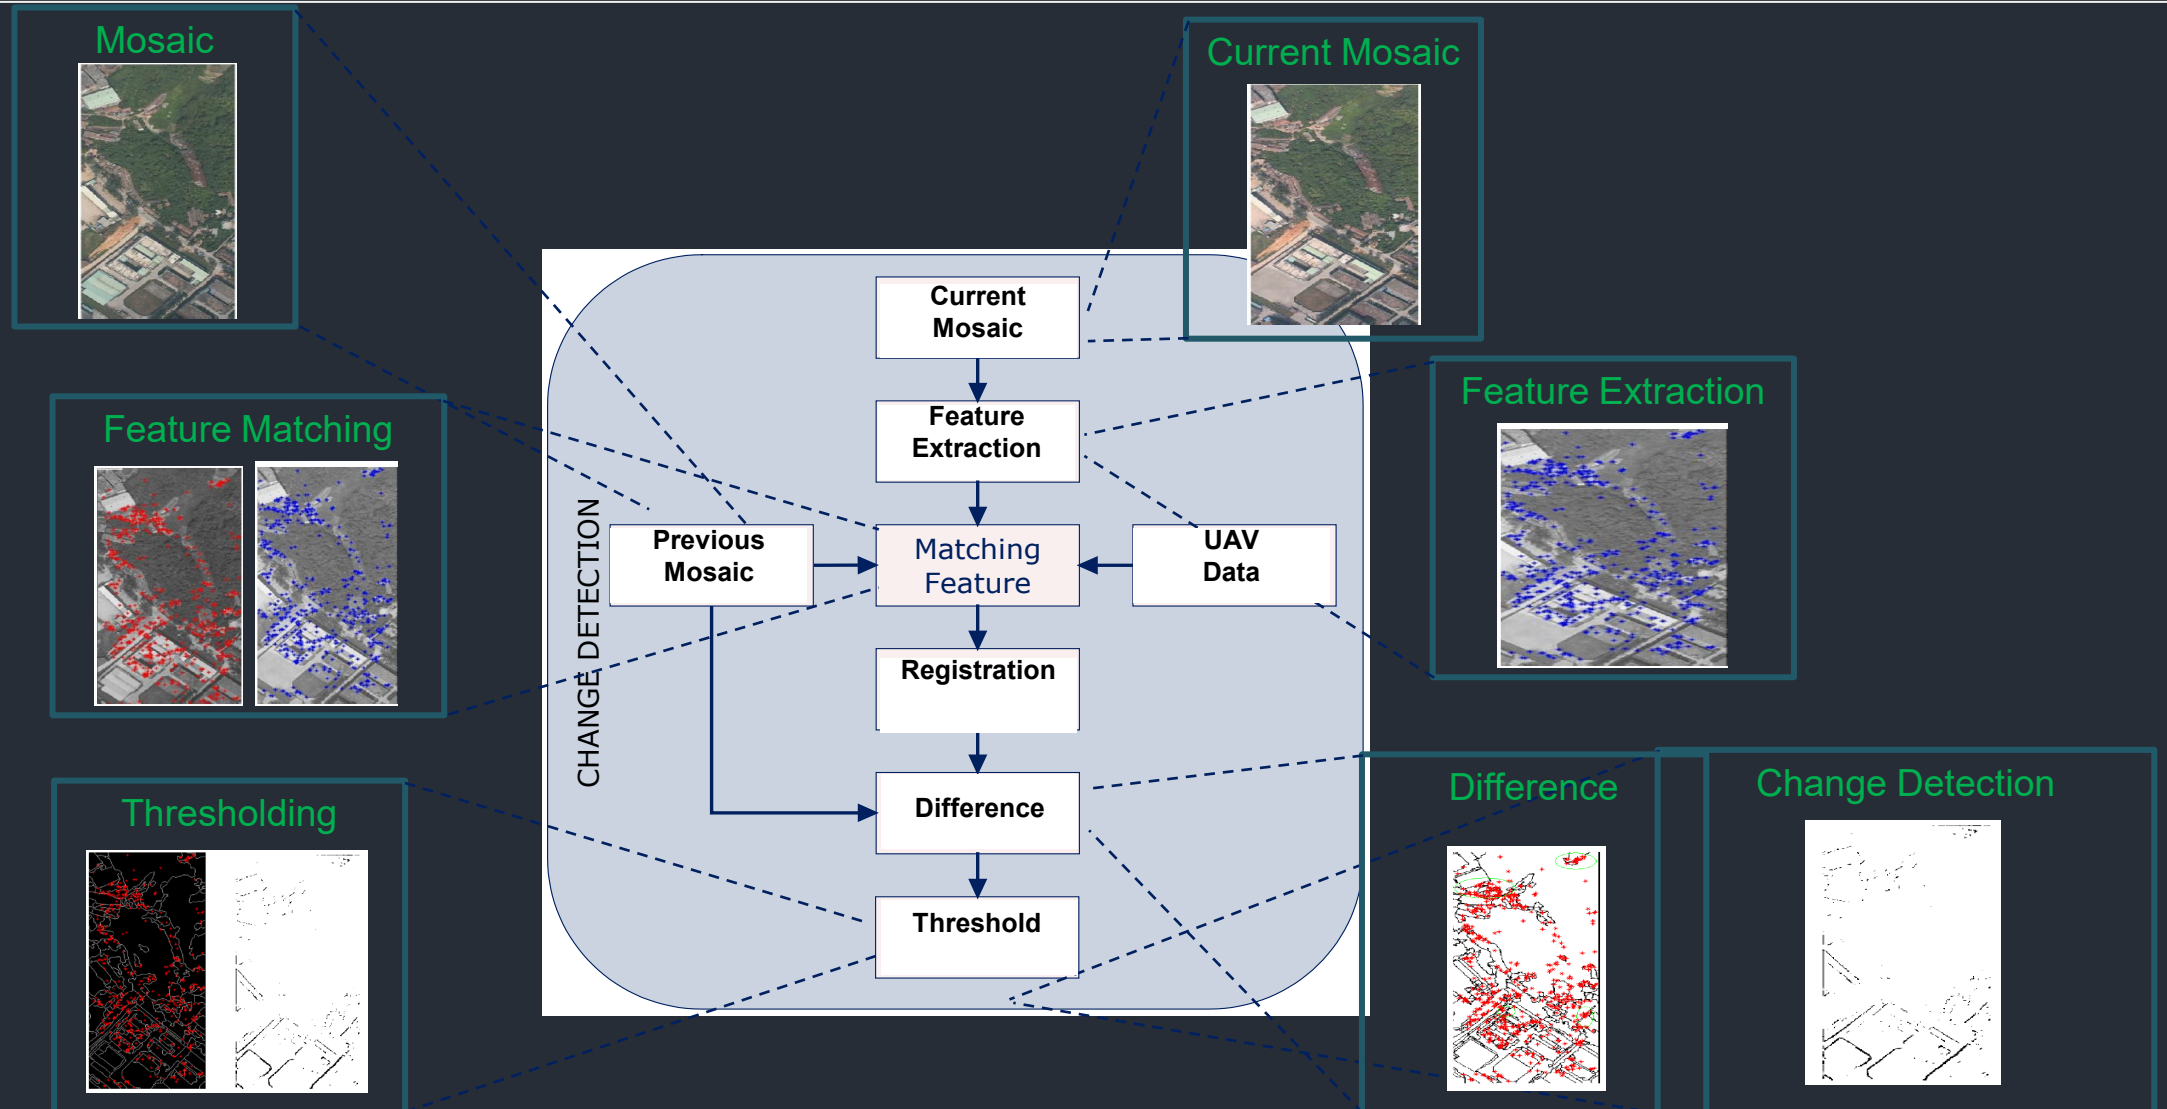 Mosaic
Current Mosaic
Current
Mosaic
Feature Extraction
Feature
Extraction
Feature Matching
CHANGE DETECTION
Previous
Mosaic
Matching
Feature
UAV
Data
Registration
Difference
Threshold
Thresholding
Difference
Change Detection